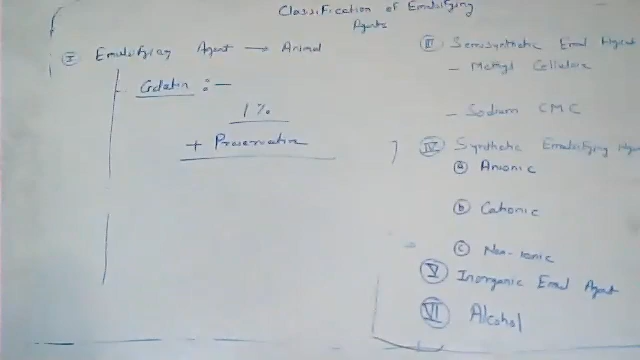 Classification of Emulsifying
Agents
I Emulsifying Agent → Animal
Gelatin :-
1%
+ Preservative
III Semisynthetic Emul Agent
- Methyl Cellulose
- Sodium CMC
IV Synthetic Emulsifying Agen
a Anionic
b Cationic
c Non-ionic
V Inorganic Emul Agent
VI Alcohol